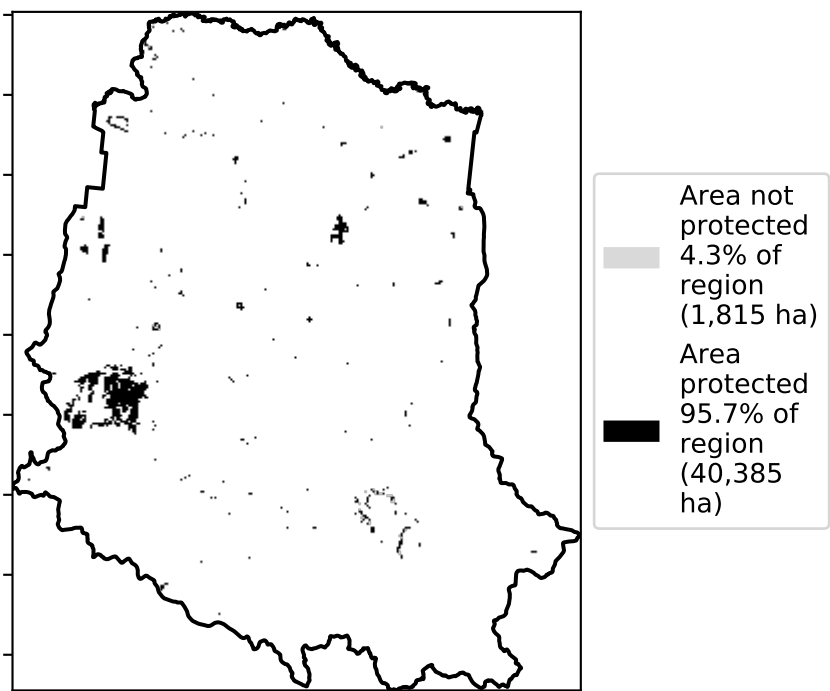 Area not
protected
4.3% of
region
(1,815 ha)
Area
protected
95.7% of
region
(40,385
ha)